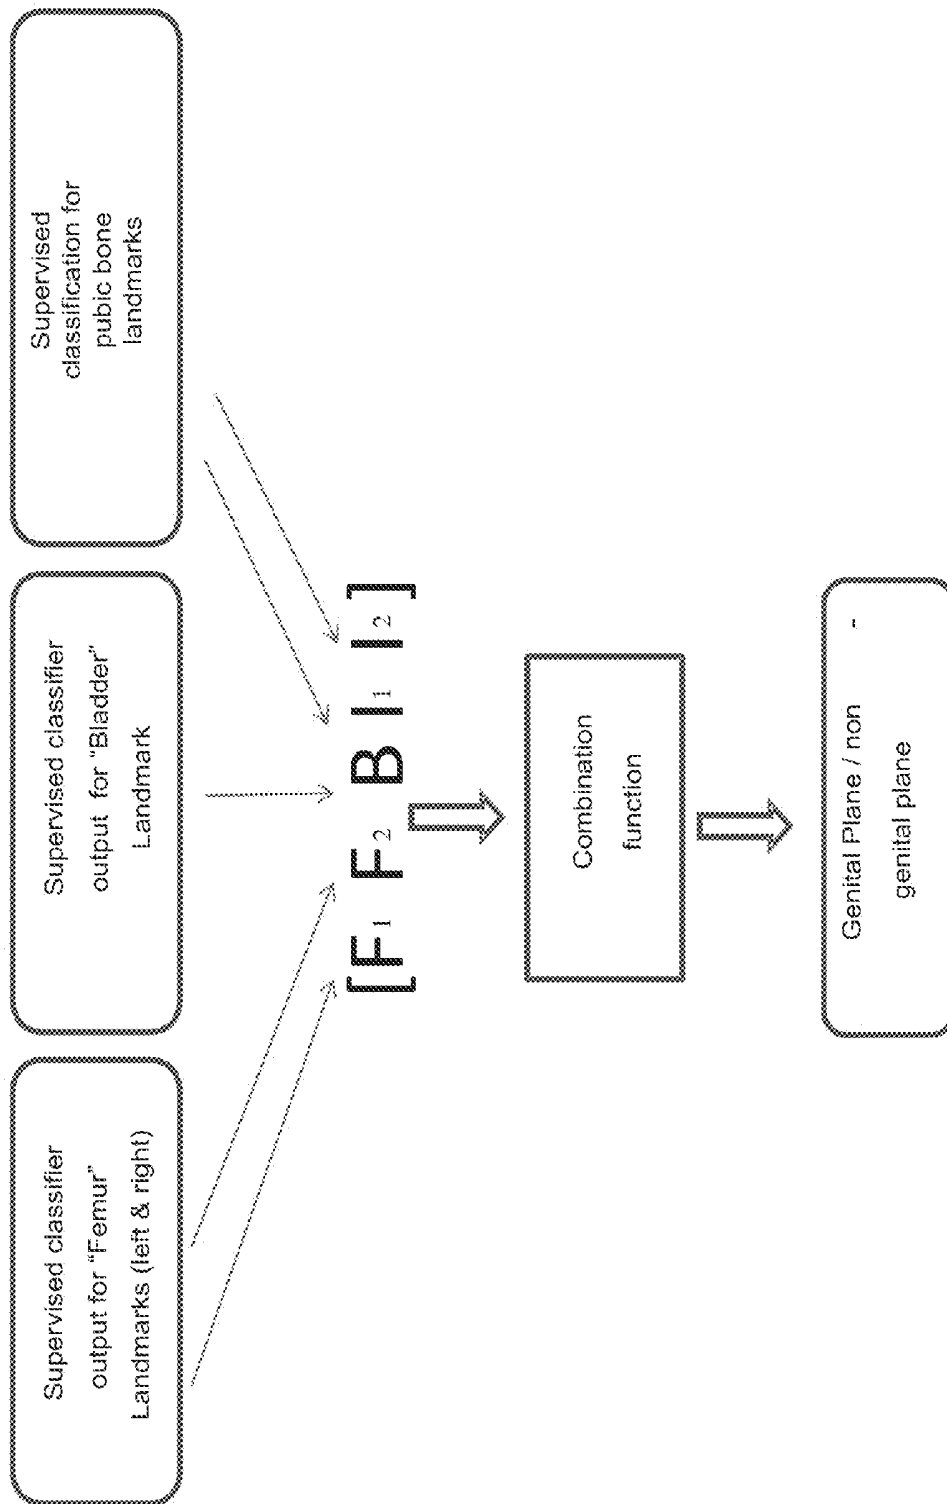 Supervised classifier
output for "Femur"
Landmarks (left & right)
Supervised classifier
output for "Bladder"
Landmark
Supervised
classification for
pubic bone
landmarks
[F1 F2 B I1 I2]
Combination
function
Genital Plane / non -
genital plane